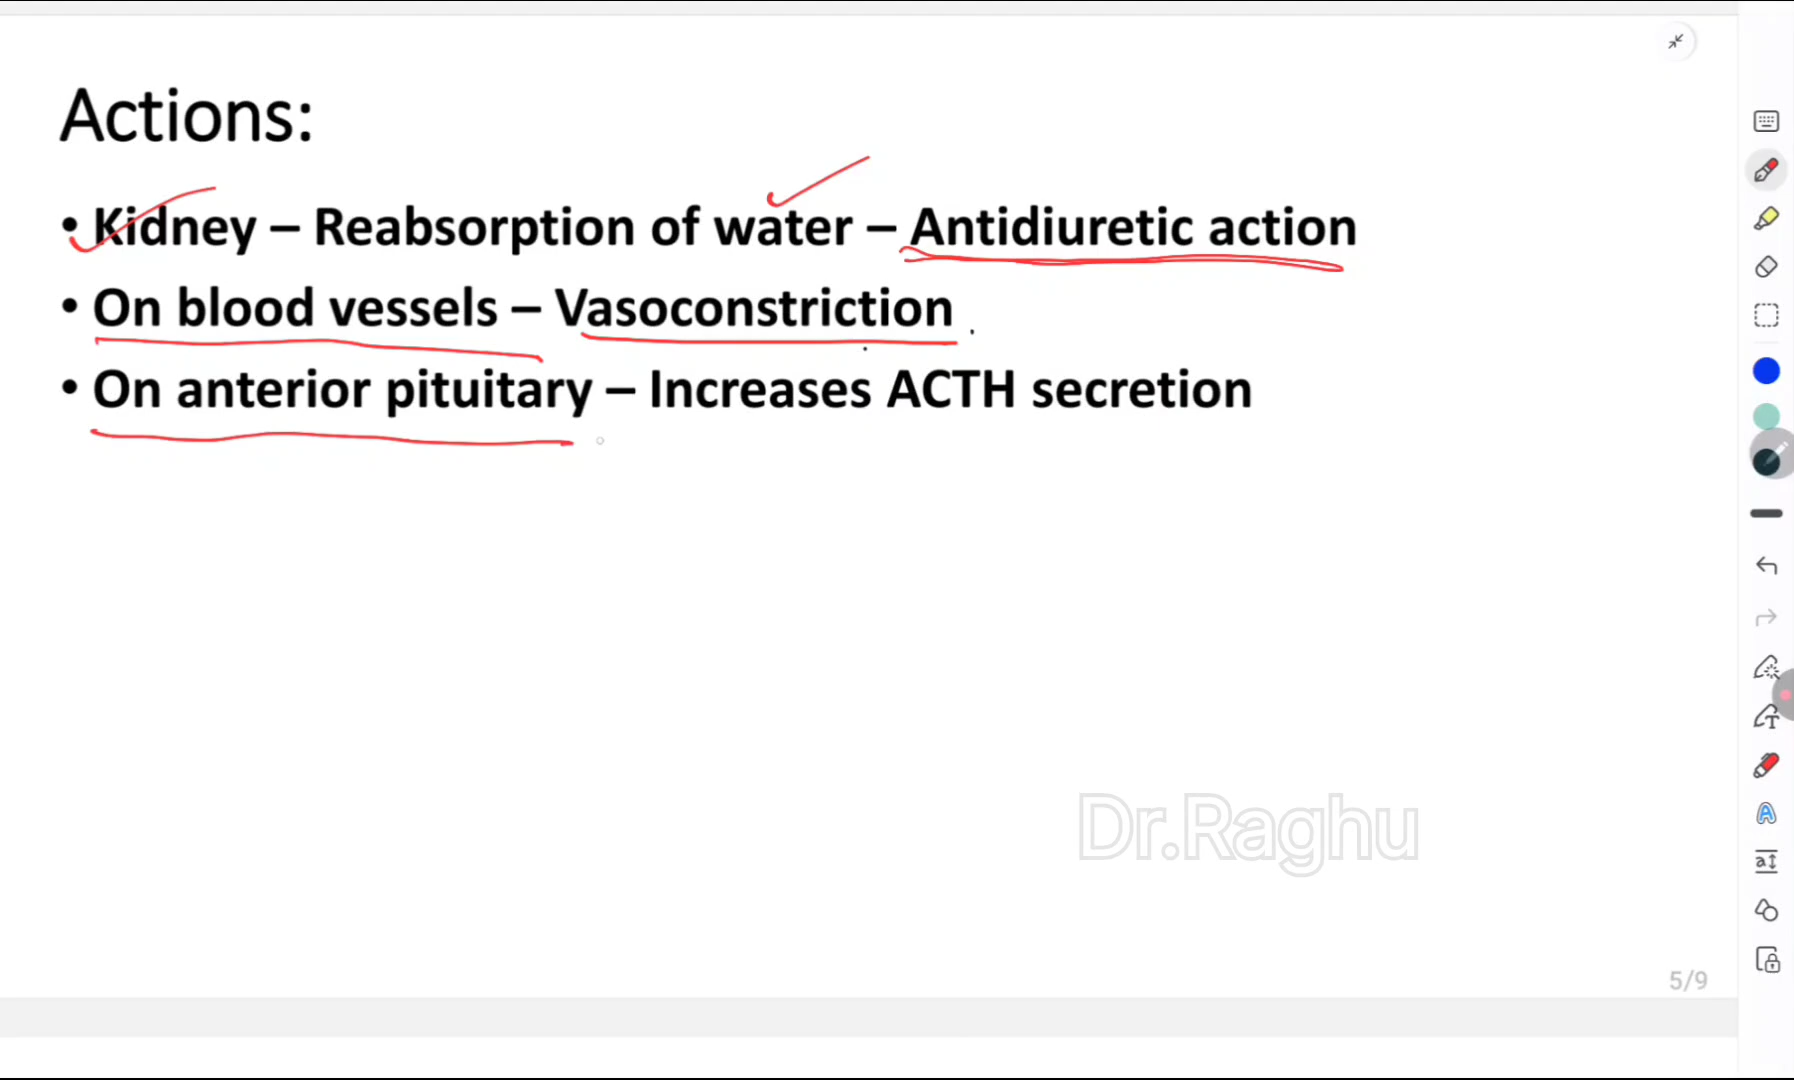 Actions:
• Kidney – Reabsorption of water – Antidiuretic action
• On blood vessels – Vasoconstriction
• On anterior pituitary – Increases ACTH secretion
Dr.Raghu
5/9